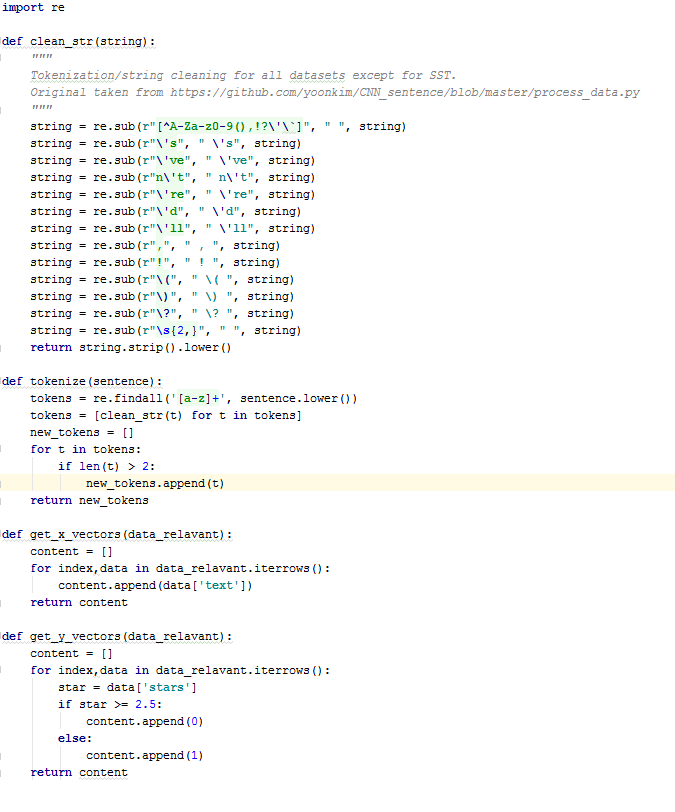 import re

def clean_str(string):
    """
    Tokenization/string cleaning for all datasets except for SST.
    Original taken from https://github.com/yoonkim/CNN_sentence/blob/master/process_data.py
    """
    string = re.sub(r"[^A-Za-z0-9(),!?\'\`]", " ", string)
    string = re.sub(r"\'s", " \'s", string)
    string = re.sub(r"\'ve", " \'ve", string)
    string = re.sub(r"n\'t", " n\'t", string)
    string = re.sub(r"\'re", " \'re", string)
    string = re.sub(r"\'d", " \'d", string)
    string = re.sub(r"\'ll", " \'ll", string)
    string = re.sub(r",", " , ", string)
    string = re.sub(r"!", " ! ", string)
    string = re.sub(r"\(", " \( ", string)
    string = re.sub(r"\)", " \) ", string)
    string = re.sub(r"\?", " \? ", string)
    string = re.sub(r"\s{2,}", " ", string)
    return string.strip().lower()

def tokenize(sentence):
    tokens = re.findall('[a-z]+', sentence.lower())
    tokens = [clean_str(t) for t in tokens]
    new_tokens = []
    for t in tokens:
        if len(t) > 2:
            new_tokens.append(t)
    return new_tokens

def get_x_vectors(data_relavant):
    content = []
    for index,data in data_relavant.iterrows():
        content.append(data['text'])
    return content

def get_y_vectors(data_relavant):
    content = []
    for index,data in data_relavant.iterrows():
        star = data['stars']
        if star >= 2.5:
            content.append(0)
        else:
            content.append(1)
    return content